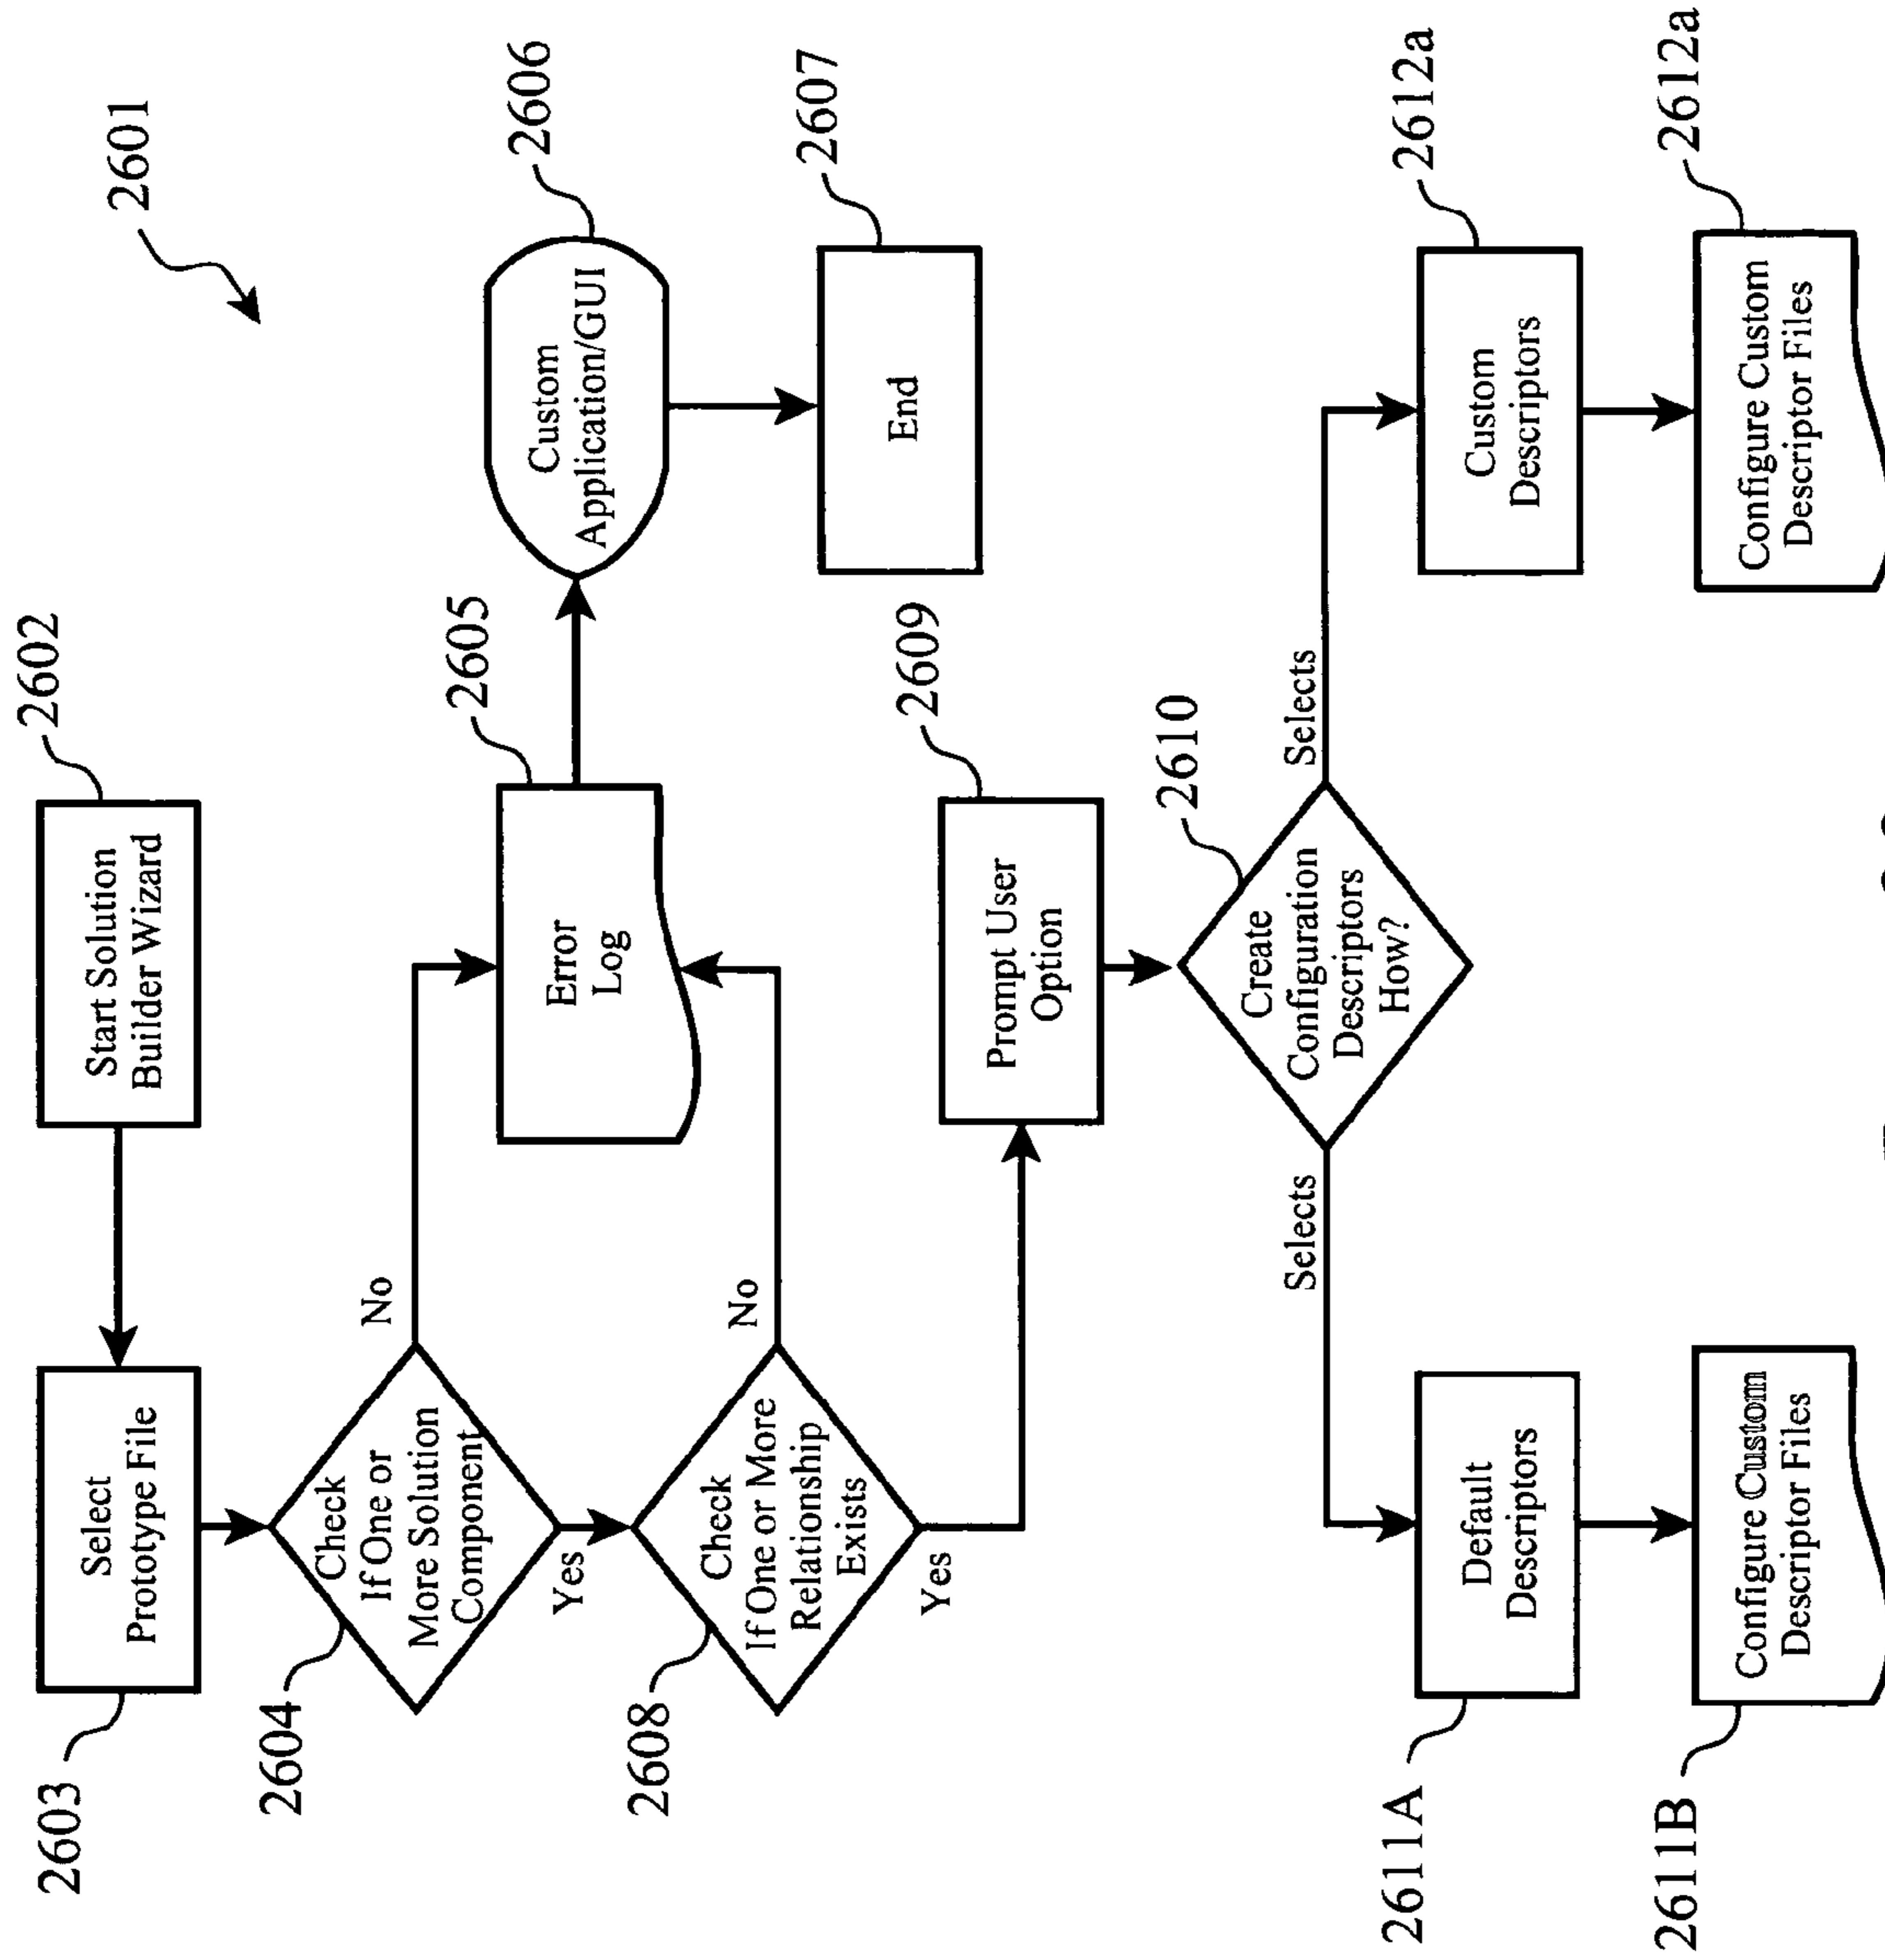 2601
2602
Start Solution
Builder Wizard
2603
Select
Prototype File
2604
Check
If One or
More Solution
Component
No
Yes
2605
Error
Log
2606
Custom
Application/GUI
2607
End
2608
Check
If One or More
Relationship
Exists
No
Yes
2609
Prompt User
Option
2610
Create
Configuration
Descriptors
How?
Selects
Selects
2611A
Default
Descriptors
2612a
Custom
Descriptors
2611B
Configure Custom
Descriptor Files
2612a
Configure Custom
Descriptor Files